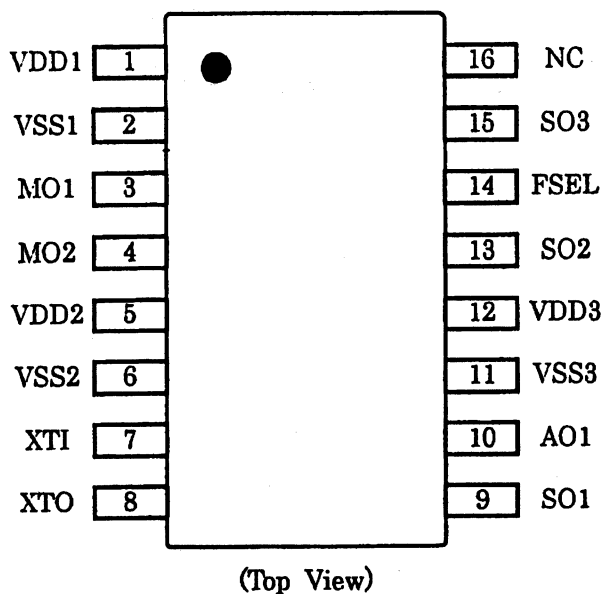 VDD1 1 16 NC
VSS1 2 15 SO3
MO1 3 14 FSEL
MO2 4 13 SO2
VDD2 5 12 VDD3
VSS2 6 11 VSS3
XTI 7 10 AO1
XTO 8 9 SO1
(Top View)